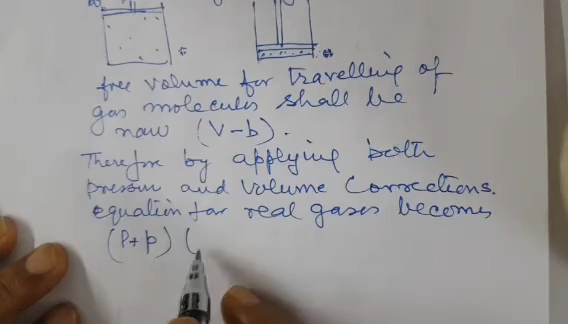 free volume for travelling of
gas molecules shall be
now (V-b).
Therefore by applying both
pressure and volume corrections.
equation for real gases becomes
(P+p) (